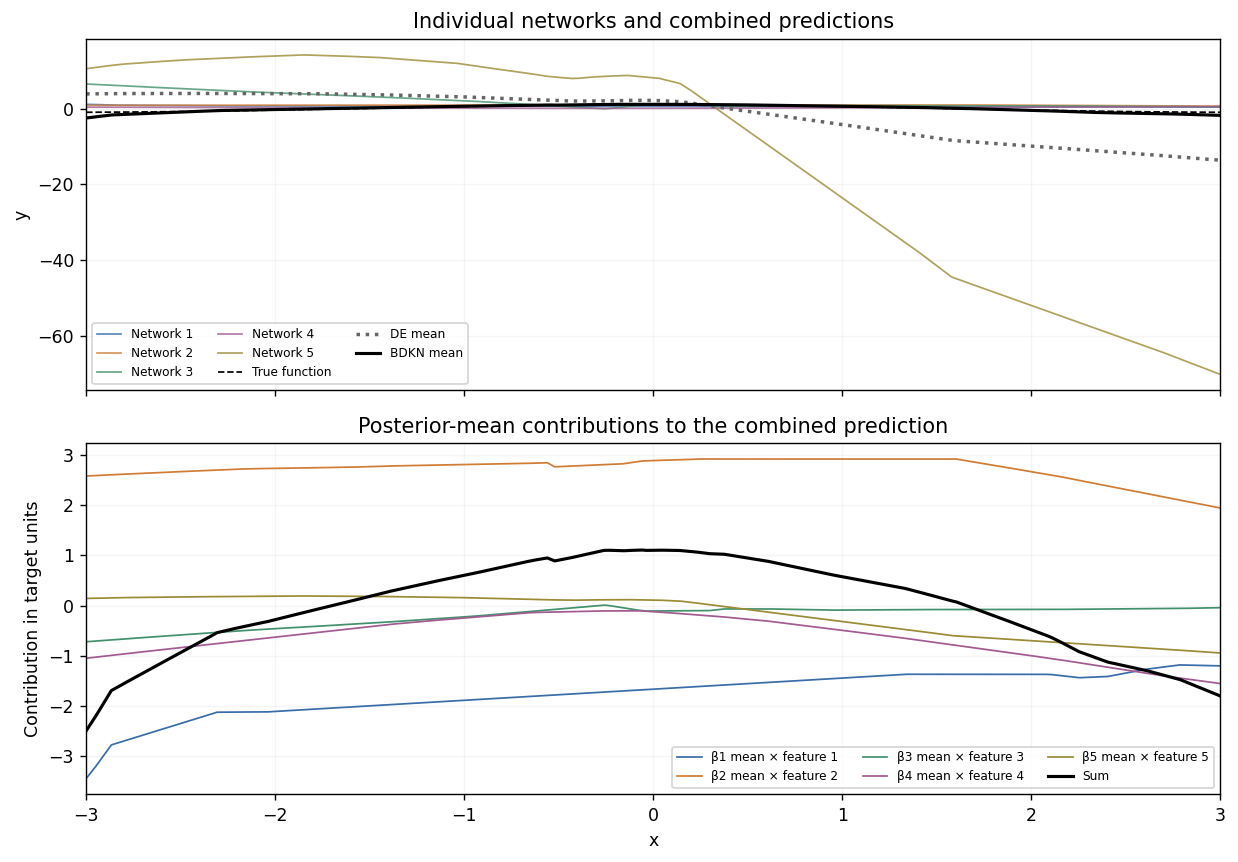 Individual networks and combined predictions
y
0
−20
−40
−60
Network 1 Network 4 DE mean
Network 2 Network 5 BDKN mean
Network 3 True function
Posterior-mean contributions to the combined prediction
Contribution in target units
3
2
1
0
−1
−2
−3
β1 mean × feature 1 β3 mean × feature 3 β5 mean × feature 5
β2 mean × feature 2 β4 mean × feature 4 Sum
−3 −2 −1 0 1 2 3
x